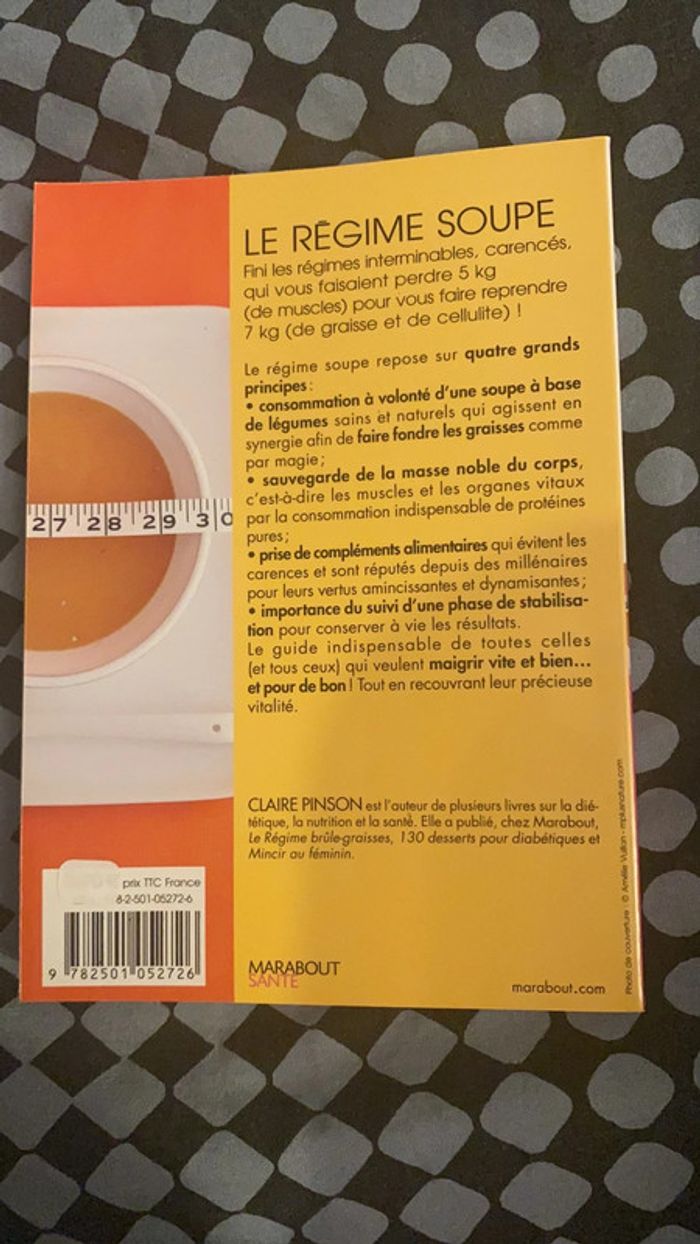 LE RÉGIME SOUPE
Fini les régimes interminables, carencés,
qui vous faisaient perdre 5 kg
(de muscles) pour vous faire reprendre
7 kg (de graisse et de cellulite) !
Le régime soupe repose sur quatre grands
principes :
• consommation à volonté d'une soupe à base
de légumes sains et naturels qui agissent en
synergie afin de faire fondre les graisses comme
par magie ;
• sauvegarde de la masse noble du corps,
c'est-à-dire les muscles et les organes vitaux
par la consommation indispensable de protéines
pures ;
• prise de compléments alimentaires qui évitent les
carences et sont réputés depuis des millénaires
pour leurs vertus amincissantes et dynamisantes ;
• importance du suivi d'une phase de stabilisa-
tion pour conserver à vie les résultats.
Le guide indispensable de toutes celles
(et tous ceux) qui veulent maigrir vite et bien...
et pour de bon ! Tout en recouvrant leur précieuse
vitalité.
27 28 29 30
CLAIRE PINSON est l'auteur de plusieurs livres sur la dié-
tétique, la nutrition et la santé. Elle a publié, chez Marabout,
Le Régime brûle-graisses, 130 desserts pour diabétiques et
Mincir au féminin.
prix TTC France
8-2-501-05272-6
9 782501 052726
MARABOUT
SANTÉ
marabout.com
Photo de couverture : © Amélie Vuillon - mplusnature.com